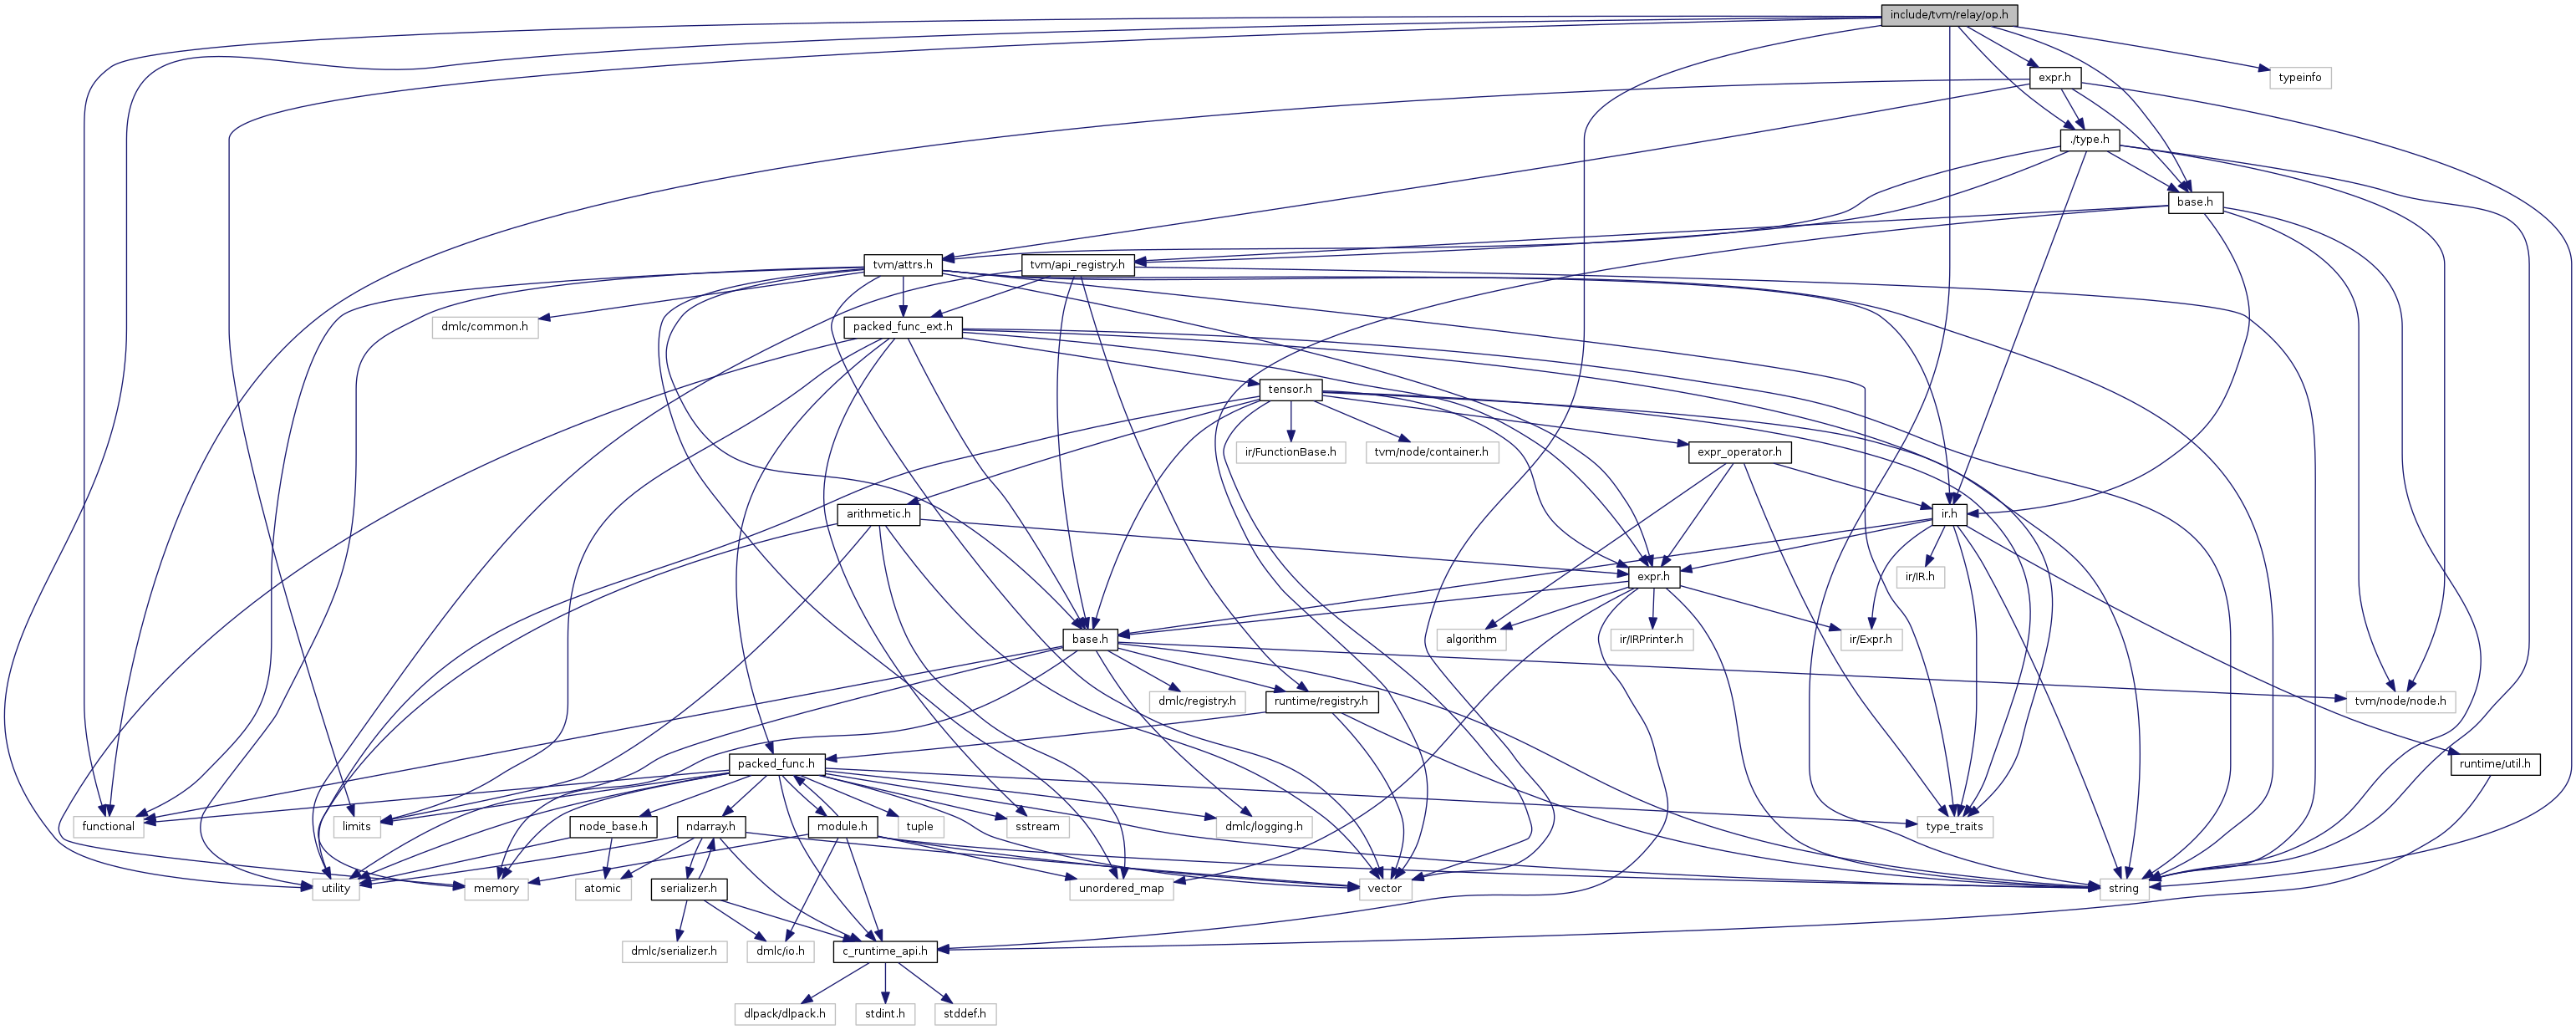 include/tvm/relay/op.h
expr.h
typeinfo
./type.h
base.h
tvm/attrs.h
tvm/api_registry.h
dmlc/common.h
packed_func_ext.h
tensor.h
ir/FunctionBase.h
tvm/node/container.h
expr_operator.h
arithmetic.h
ir.h
expr.h
ir/IR.h
base.h
algorithm
ir/IRPrinter.h
ir/Expr.h
dmlc/registry.h
runtime/registry.h
tvm/node/node.h
packed_func.h
runtime/util.h
functional
limits
node_base.h
ndarray.h
module.h
tuple
sstream
dmlc/logging.h
type_traits
utility
memory
atomic
serializer.h
unordered_map
vector
string
dmlc/serializer.h
dmlc/io.h
c_runtime_api.h
dlpack/dlpack.h
stdint.h
stddef.h